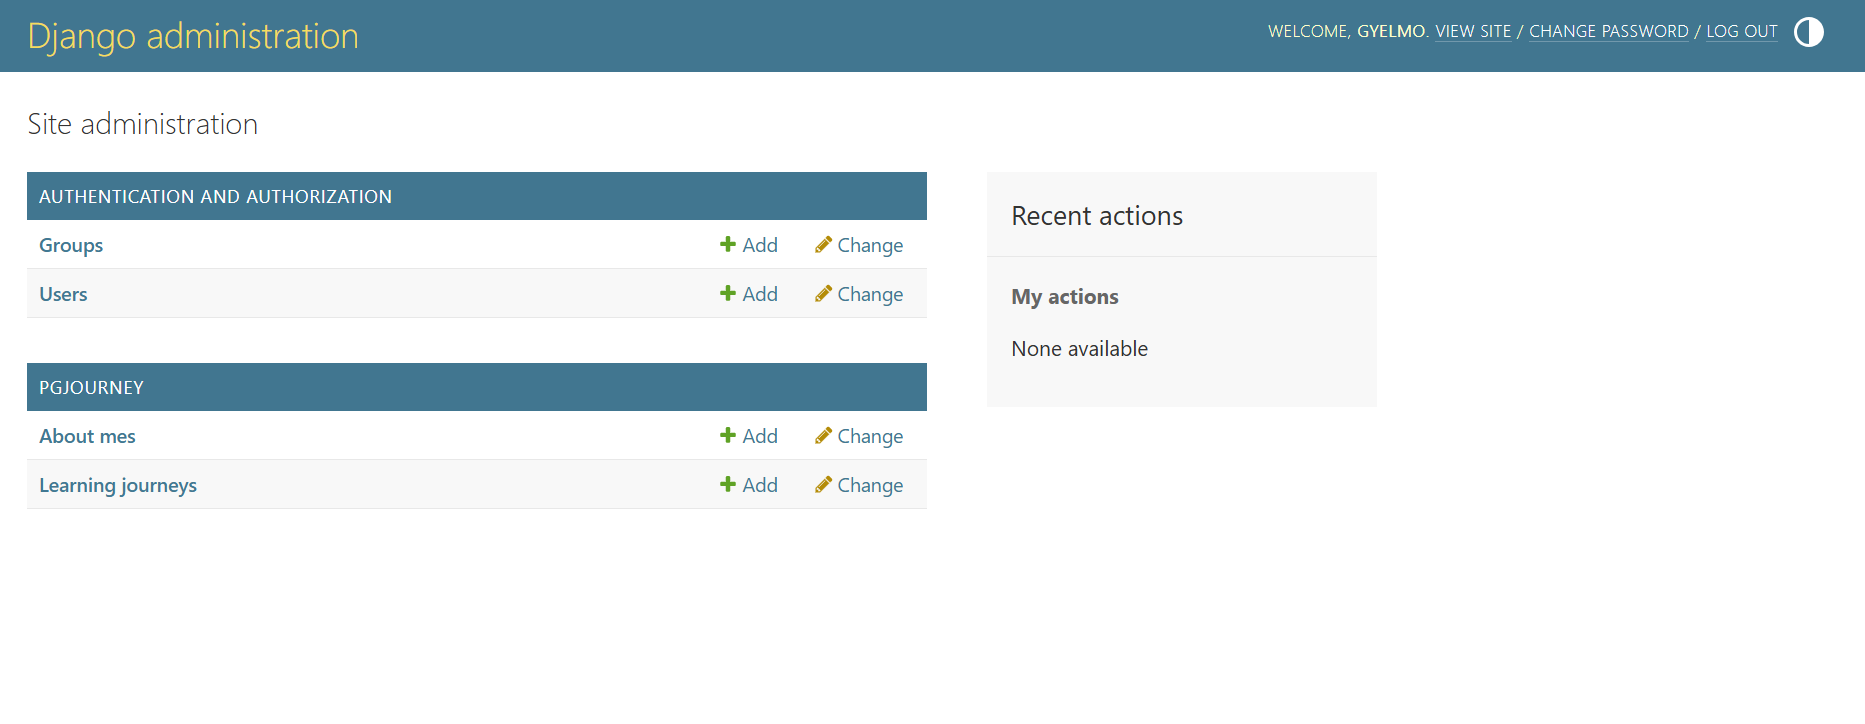 Django administration
WELCOME, GYELMO. VIEW SITE / CHANGE PASSWORD / LOG OUT
Site administration
AUTHENTICATION AND AUTHORIZATION
Groups Add Change
Users Add Change
PGJOURNEY
About mes Add Change
Learning journeys Add Change
Recent actions
My actions
None available